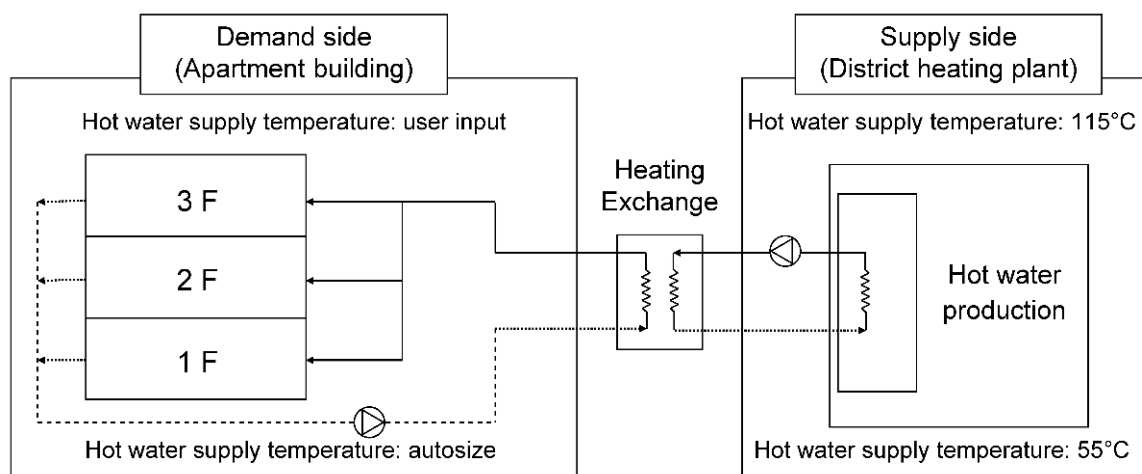 Demand side
(Apartment building)
Hot water supply temperature: user input
3 F
2 F
1 F
Hot water supply temperature: autosize
Heating
Exchange
Supply side
(District heating plant)
Hot water supply temperature: 115°C
Hot water
production
Hot water supply temperature: 55°C